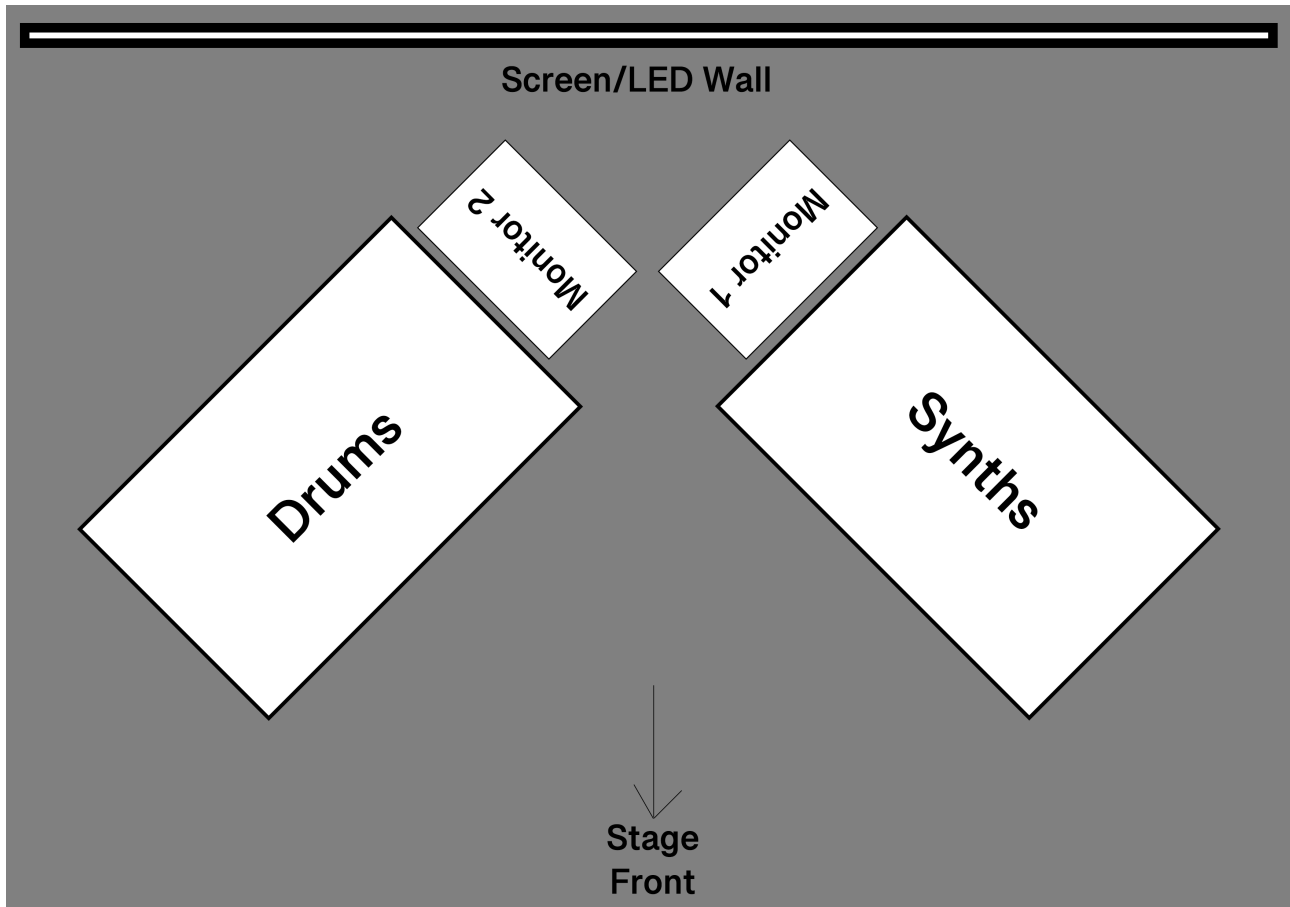 Screen/LED Wall
Monitor 2
Monitor 1
Drums
Synths
Stage
Front